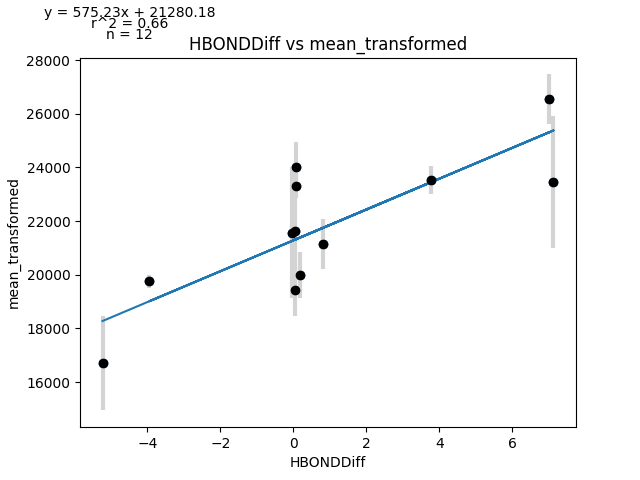 y = 575.23x + 21280.18
r^2 = 0.66
n = 12
HBONDDiff vs mean_transformed
28000
26000
24000
22000
20000
18000
16000
mean_transformed
−4
−2
0
2
4
6
HBONDDiff